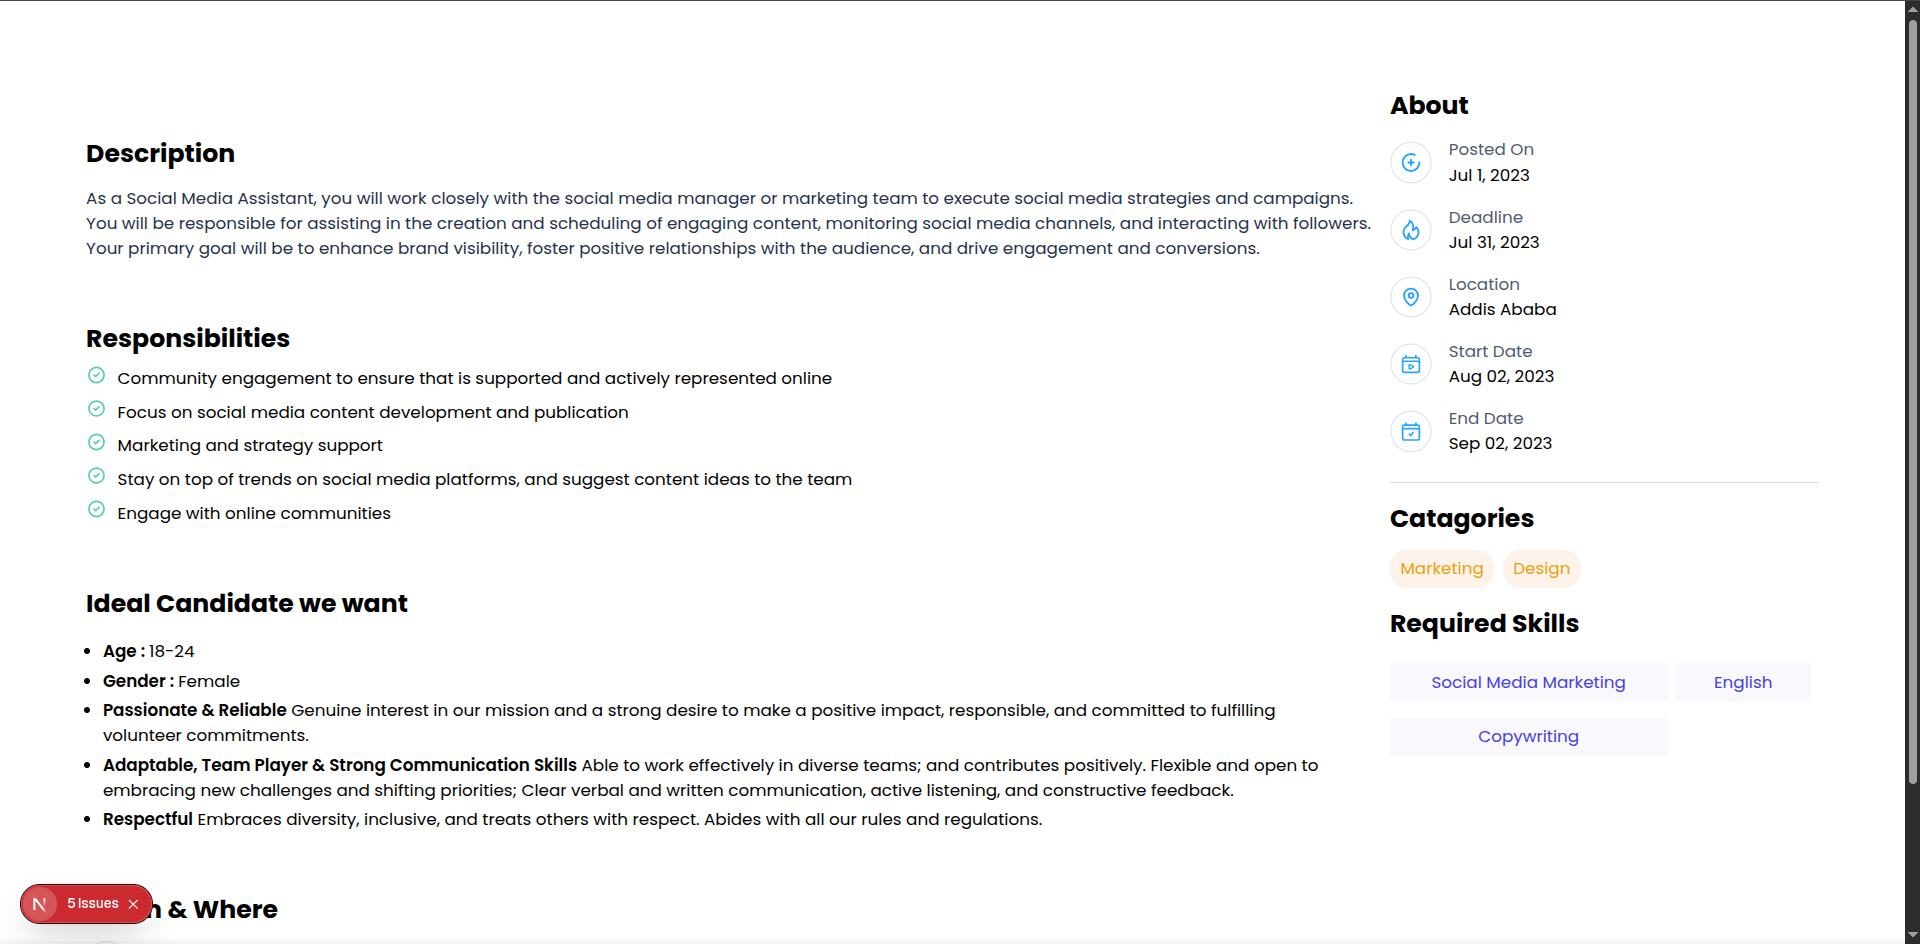 Description
As a Social Media Assistant, you will work closely with the social media manager or marketing team to execute social media strategies and campaigns.
You will be responsible for assisting in the creation and scheduling of engaging content, monitoring social media channels, and interacting with followers.
Your primary goal will be to enhance brand visibility, foster positive relationships with the audience, and drive engagement and conversions.
Responsibilities
Community engagement to ensure that is supported and actively represented online
Focus on social media content development and publication
Marketing and strategy support
Stay on top of trends on social media platforms, and suggest content ideas to the team
Engage with online communities
Ideal Candidate we want
Age : 18-24
Gender : Female
Passionate & Reliable Genuine interest in our mission and a strong desire to make a positive impact, responsible, and committed to fulfilling
volunteer commitments.
Adaptable, Team Player & Strong Communication Skills Able to work effectively in diverse teams; and contributes positively. Flexible and open to
embracing new challenges and shifting priorities; Clear verbal and written communication, active listening, and constructive feedback.
Respectful Embraces diversity, inclusive, and treats others with respect. Abides with all our rules and regulations.
& Where
N 5 Issues
About
Posted On
Jul 1, 2023
Deadline
Jul 31, 2023
Location
Addis Ababa
Start Date
Aug 02, 2023
End Date
Sep 02, 2023
Catagories
Marketing Design
Required Skills
Social Media Marketing English
Copywriting